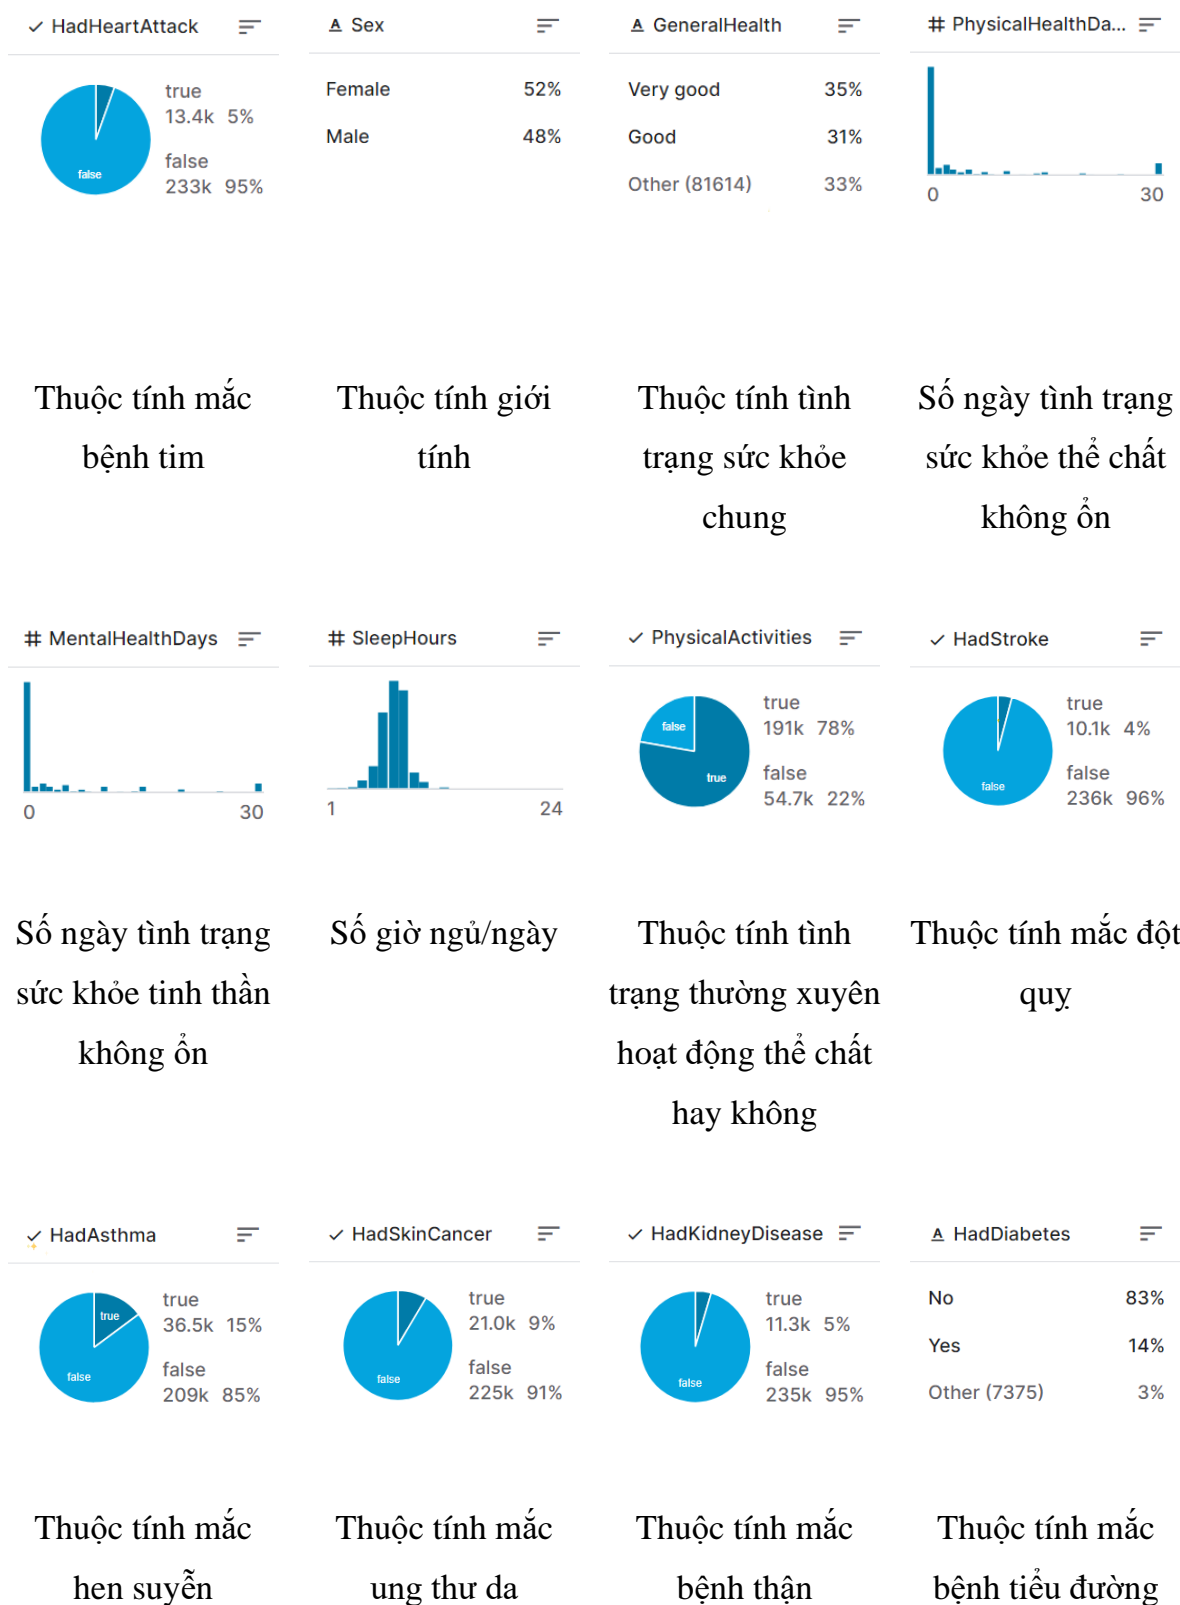 HadHeartAttack
true
13.4k 5%
false
false
233k 95%
A Sex
Female 52%
Male 48%
A GeneralHealth
Very good 35%
Good 31%
Other (81614) 33%
# PhysicalHealthDa...
0 30
Thuộc tính mắc
bệnh tim
Thuộc tính giới
tính
Thuộc tính tình
trạng sức khỏe
chung
Số ngày tình trạng
sức khỏe thể chất
không ổn
# MentalHealthDays
0 30
# SleepHours
1 24
PhysicalActivities
false
true
true
191k 78%
false
54.7k 22%
HadStroke
false
true
10.1k 4%
false
236k 96%
Số ngày tình trạng
sức khỏe tinh thần
không ổn
Số giờ ngủ/ngày
Thuộc tính tình
trạng thường xuyên
hoạt động thể chất
hay không
Thuộc tính mắc đột
quỵ
HadAsthma
true
false
true
36.5k 15%
false
209k 85%
HadSkinCancer
false
true
21.0k 9%
false
225k 91%
HadKidneyDisease
false
true
11.3k 5%
false
235k 95%
A HadDiabetes
No 83%
Yes 14%
Other (7375) 3%
Thuộc tính mắc
hen suyễn
Thuộc tính mắc
ung thư da
Thuộc tính mắc
bệnh thận
Thuộc tính mắc
bệnh tiểu đường